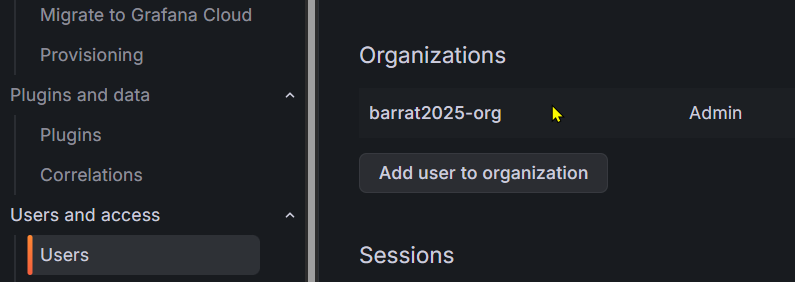 Migrate to Grafana Cloud
Provisioning
Plugins and data
Plugins
Correlations
Users and access
Users
Organizations
barrat2025-org Admin
Add user to organization
Sessions